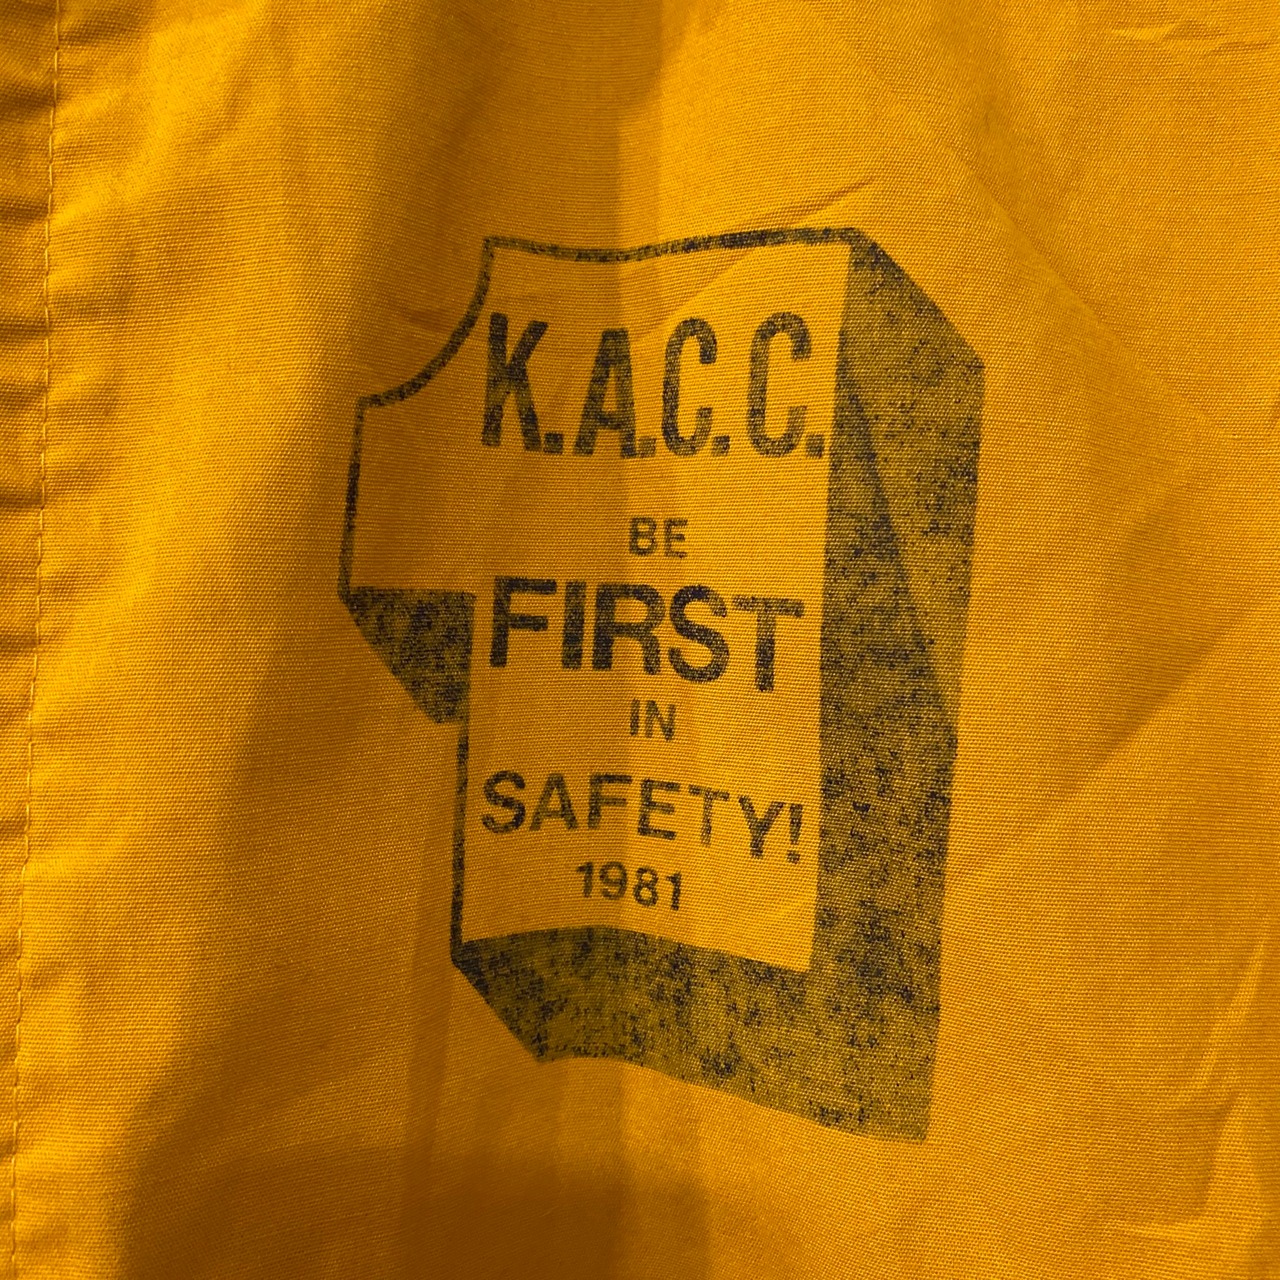 K.A.C.C.
BE
FIRST
IN
SAFETY!
1981